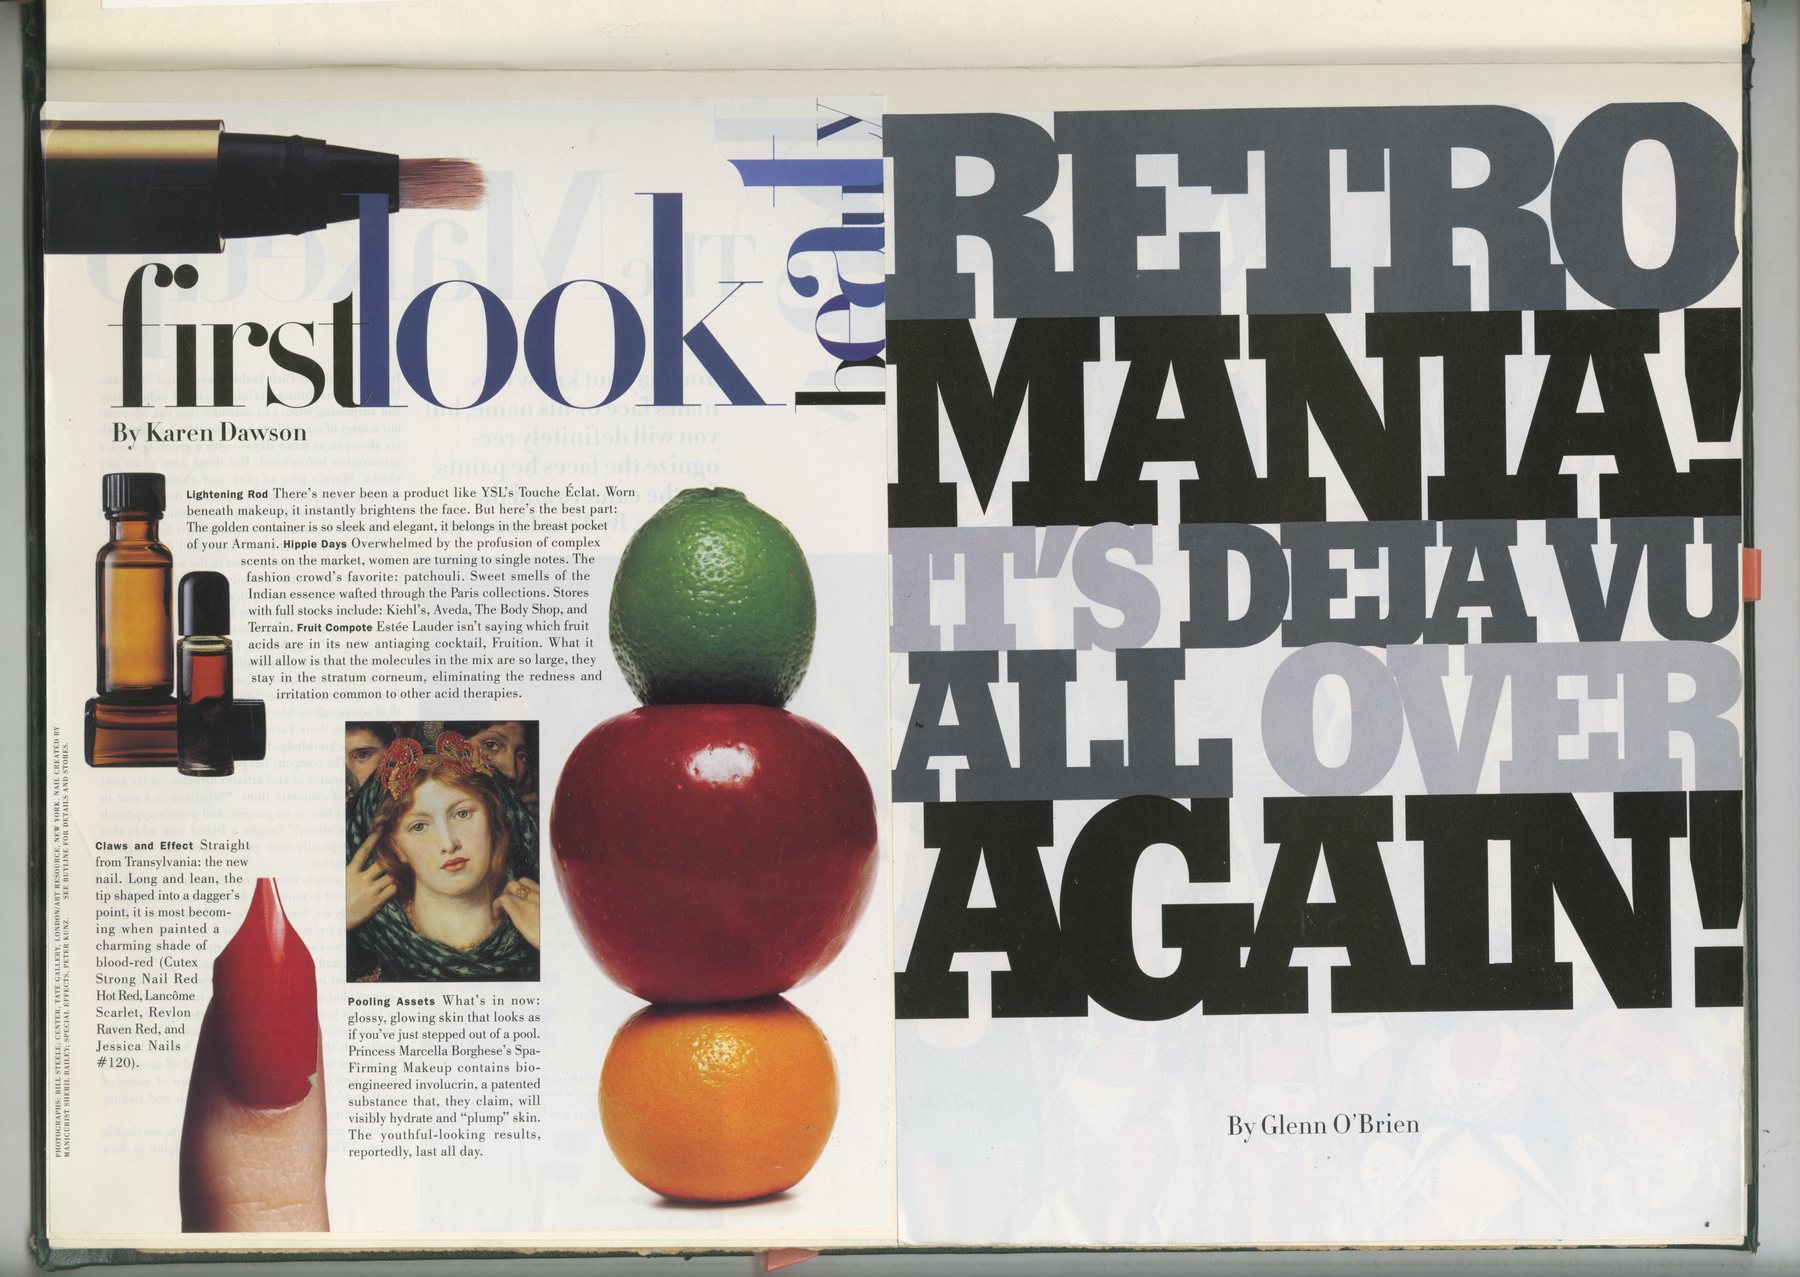 first look
beauty
By Karen Dawson
Lightening Rod There's never been a product like YSL's Touche Éclat. Worn
beneath makeup, it instantly brightens the face. But here's the best part:
The golden container is so sleek and elegant, it belongs in the breast pocket
of your Armani. Hippie Days Overwhelmed by the profusion of complex
scents on the market, women are turning to single notes. The
fashion crowd's favorite: patchouli. Sweet smells of the
Indian essence wafted through the Paris collections. Stores
with full stocks include: Kiehl's, Aveda, The Body Shop, and
Terrain. Fruit Compote Estée Lauder isn't saying which fruit
acids are in its new antiaging cocktail, Fruition. What it
will allow is that the molecules in the mix are so large, they
stay in the stratum corneum, eliminating the redness and
irritation common to other acid therapies.
Claws and Effect Straight
from Transylvania: the new
nail. Long and lean, the
tip shaped into a dagger's
point, it is most becom-
ing when painted a
charming shade of
blood-red (Cutex
Strong Nail Red
Hot Red, Lancôme
Scarlet, Revlon
Raven Red, and
Jessica Nails
#120).
Pooling Assets What's in now:
glossy, glowing skin that looks as
if you've just stepped out of a pool.
Princess Marcella Borghese's Spa-
Firming Makeup contains bio-
engineered involucrin, a patented
substance that, they claim, will
visibly hydrate and "plump" skin.
The youthful-looking results,
reportedly, last all day.
PHOTOGRAPHS: BILL STEELE; CENTER, TATE GALLERY, LONDON/ART RESOURCE, NEW YORK. NAIL CREATED BY
MANICURIST SHERIL BAILEY; SPECIAL EFFECTS, PETER KUNZ. SEE BUYLINE FOR DETAILS AND STORES.
RETRO
MANIA!
IT'S DEJA VU
ALL OVER
AGAIN!
By Glenn O'Brien